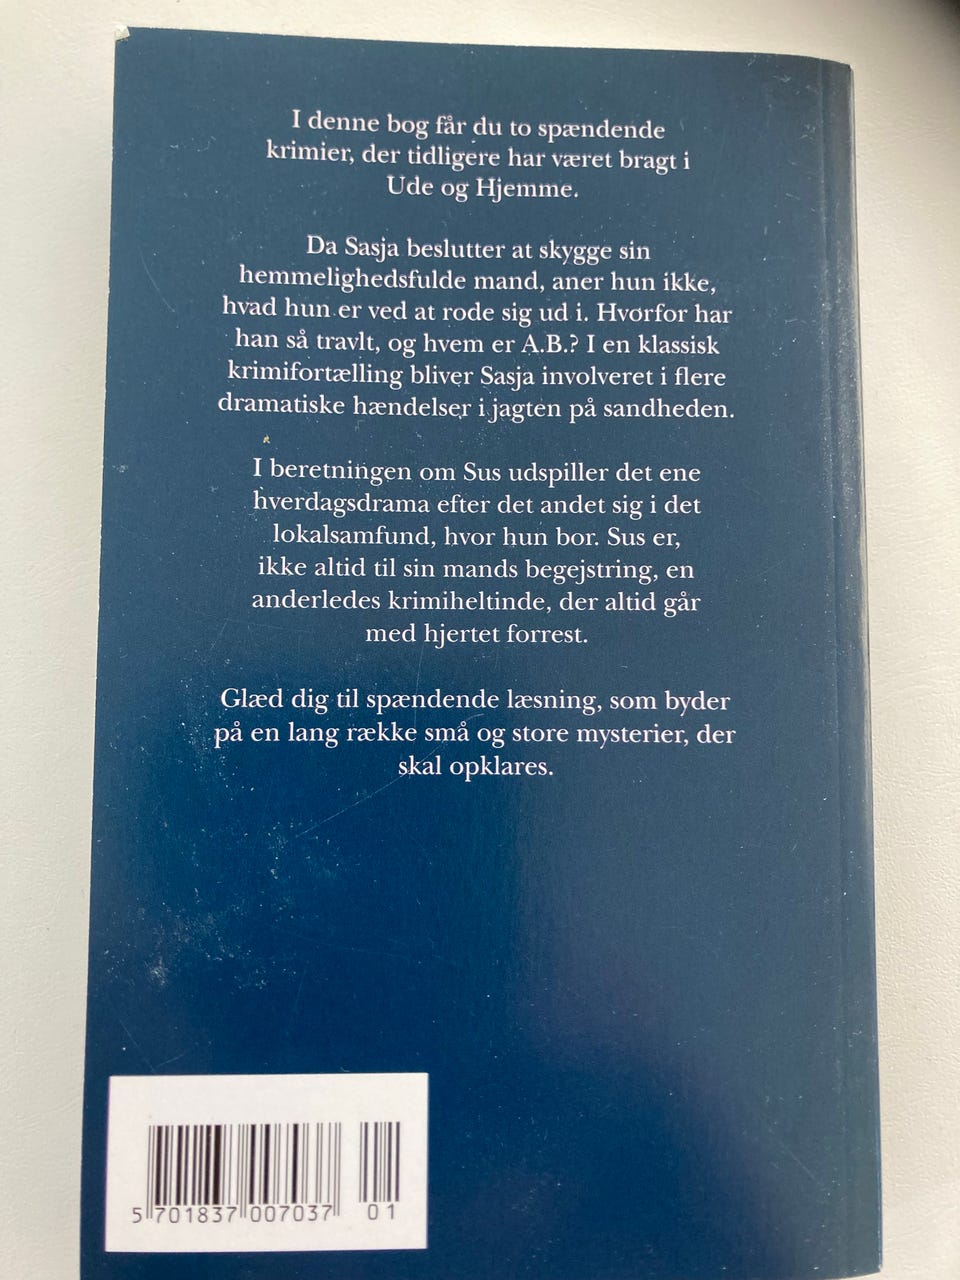 I denne bog får du to spændende
krimier, der tidligere har været bragt i
Ude og Hjemme.
Da Sasja beslutter at skygge sin
hemmelighedsfulde mand, aner hun ikke,
hvad hun er ved at rode sig ud i. Hvorfor har
han så travlt, og hvem er A.B.? I en klassisk
krimifortælling bliver Sasja involveret i flere
dramatiske hændelser i jagten på sandheden.
I beretningen om Sus udspiller det ene
hverdagsdrama efter det andet sig i det
lokalsamfund, hvor hun bor. Sus er,
ikke altid til sin mands begejstring, en
anderledes krimiheltinde, der altid går
med hjertet forrest.
Glæd dig til spændende læsning, som byder
på en lang række små og store mysterier, der
skal opklares.
5 701837 007037 01